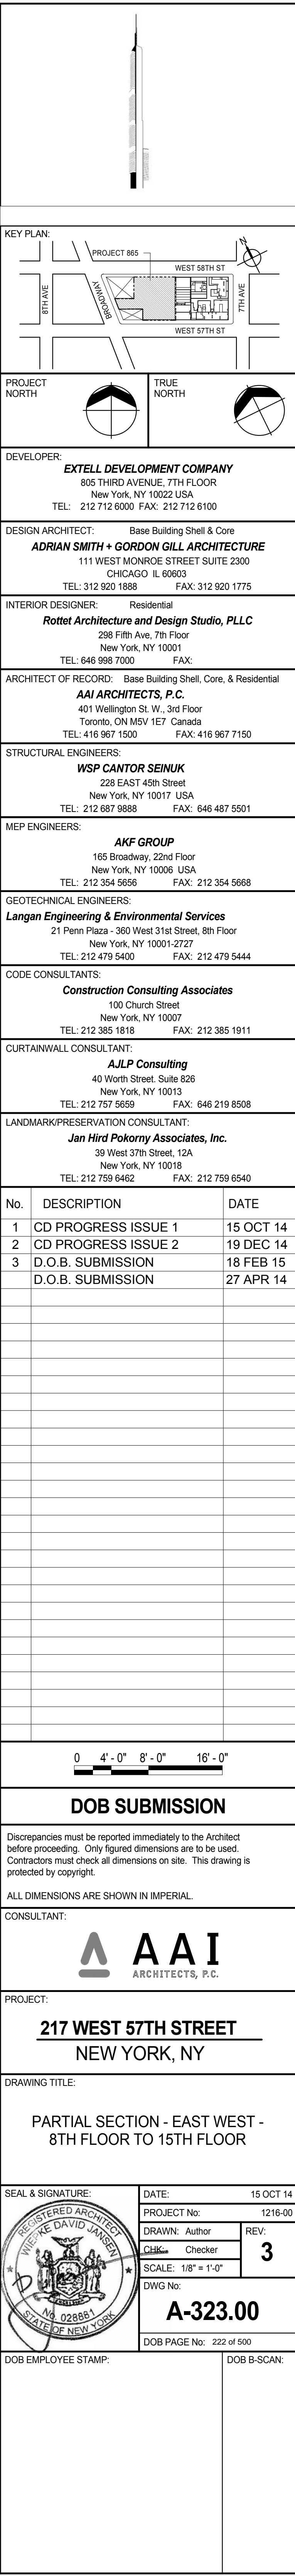 KEY PLAN:
N
PROJECT 865
WEST 58TH ST
8TH AVE
BROADWAY
7TH AVE
WEST 57TH ST
PROJECT
NORTH
TRUE
NORTH
DEVELOPER:
EXTELL DEVELOPMENT COMPANY
805 THIRD AVENUE, 7TH FLOOR
New York, NY 10022 USA
TEL: 212 712 6000 FAX: 212 712 6100
DESIGN ARCHITECT: Base Building Shell & Core
ADRIAN SMITH + GORDON GILL ARCHITECTURE
111 WEST MONROE STREET SUITE 2300
CHICAGO IL 60603
TEL: 312 920 1888 FAX: 312 920 1775
INTERIOR DESIGNER: Residential
Rottet Architecture and Design Studio, PLLC
298 Fifth Ave, 7th Floor
New York, NY 10001
TEL: 646 998 7000 FAX:
ARCHITECT OF RECORD: Base Building Shell, Core, & Residential
AAI ARCHITECTS, P.C.
401 Wellington St. W., 3rd Floor
Toronto, ON M5V 1E7 Canada
TEL: 416 967 1500 FAX: 416 967 7150
STRUCTURAL ENGINEERS:
WSP CANTOR SEINUK
228 EAST 45th Street
New York, NY 10017 USA
TEL: 212 687 9888 FAX: 646 487 5501
MEP ENGINEERS:
AKF GROUP
165 Broadway, 22nd Floor
New York, NY 10006 USA
TEL: 212 354 5656 FAX: 212 354 5668
GEOTECHNICAL ENGINEERS:
Langan Engineering & Environmental Services
21 Penn Plaza - 360 West 31st Street, 8th Floor
New York, NY 10001-2727
TEL: 212 479 5400 FAX: 212 479 5444
CODE CONSULTANTS:
Construction Consulting Associates
100 Church Street
New York, NY 10007
TEL: 212 385 1818 FAX: 212 385 1911
CURTAINWALL CONSULTANT:
AJLP Consulting
40 Worth Street. Suite 826
New York, NY 10013
TEL: 212 757 5659 FAX: 646 219 8508
LANDMARK/PRESERVATION CONSULTANT:
Jan Hird Pokorny Associates, Inc.
39 West 37th Street, 12A
New York, NY 10018
TEL: 212 759 6462 FAX: 212 759 6540
No. DESCRIPTION DATE
1 CD PROGRESS ISSUE 1 15 OCT 14
2 CD PROGRESS ISSUE 2 19 DEC 14
3 D.O.B. SUBMISSION 18 FEB 15
D.O.B. SUBMISSION 27 APR 14
0 4' - 0" 8' - 0" 16' - 0"
DOB SUBMISSION
Discrepancies must be reported immediately to the Architect
before proceeding. Only figured dimensions are to be used.
Contractors must check all dimensions on site. This drawing is
protected by copyright.
ALL DIMENSIONS ARE SHOWN IN IMPERIAL.
CONSULTANT:
AAI
ARCHITECTS, P.C.
PROJECT:
217 WEST 57TH STREET
NEW YORK, NY
DRAWING TITLE:
PARTIAL SECTION - EAST WEST -
8TH FLOOR TO 15TH FLOOR
SEAL & SIGNATURE:
REGISTERED ARCHITECT
WIEPKE DAVID JANSEN
No. 028881
STATE OF NEW YORK
DATE: 15 OCT 14
PROJECT No: 1216-00
DRAWN: Author
CHK: Checker
SCALE: 1/8" = 1'-0"
REV:
3
DWG No:
A-323.00
DOB PAGE No: 222 of 500
DOB EMPLOYEE STAMP:
DOB B-SCAN: